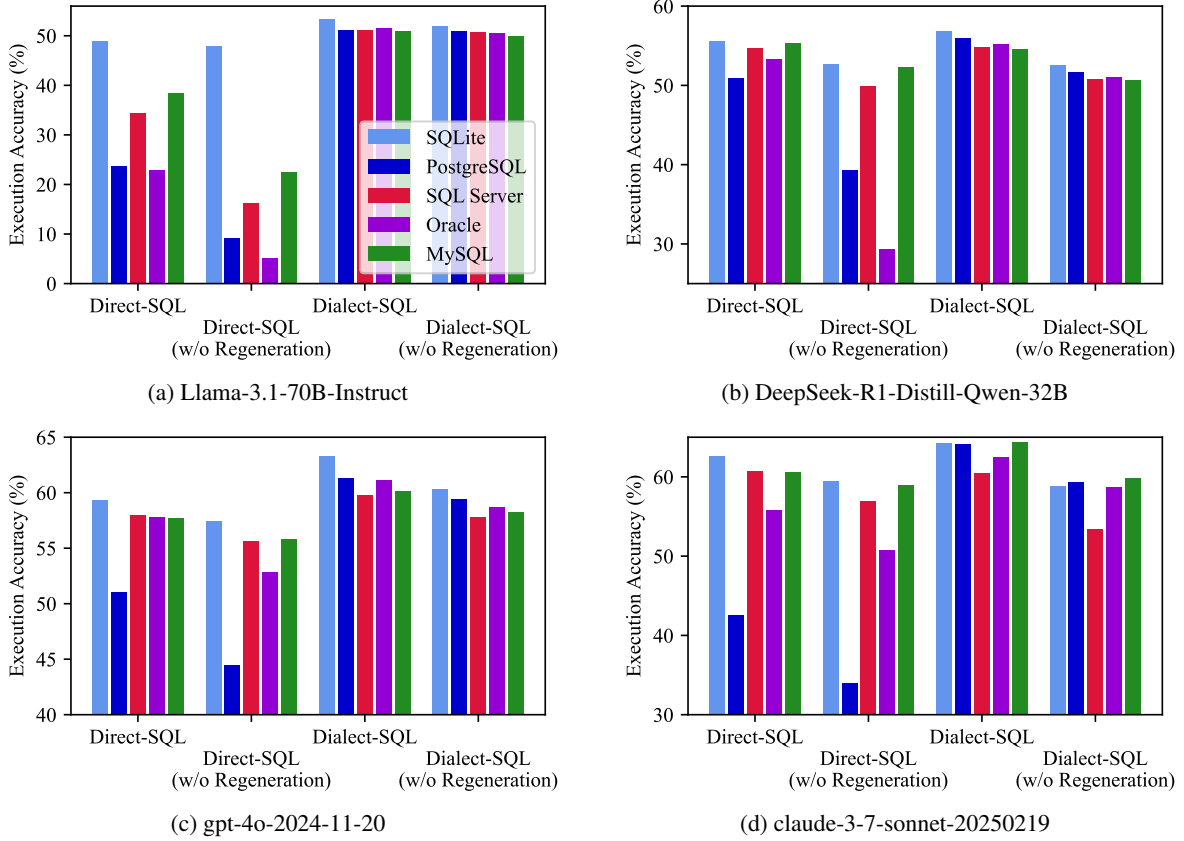 Execution Accuracy (%)
50
40
30
20
10
0
SQLite
PostgreSQL
SQL Server
Oracle
MySQL
Direct-SQL
Direct-SQL
(w/o Regeneration)
Dialect-SQL
Dialect-SQL
(w/o Regeneration)
(a) Llama-3.1-70B-Instruct
Execution Accuracy (%)
60
50
40
30
Direct-SQL
Direct-SQL
(w/o Regeneration)
Dialect-SQL
Dialect-SQL
(w/o Regeneration)
(b) DeepSeek-R1-Distill-Qwen-32B
Execution Accuracy (%)
65
60
55
50
45
40
Direct-SQL
Direct-SQL
(w/o Regeneration)
Dialect-SQL
Dialect-SQL
(w/o Regeneration)
(c) gpt-4o-2024-11-20
Execution Accuracy (%)
60
50
40
30
Direct-SQL
Direct-SQL
(w/o Regeneration)
Dialect-SQL
Dialect-SQL
(w/o Regeneration)
(d) claude-3-7-sonnet-20250219